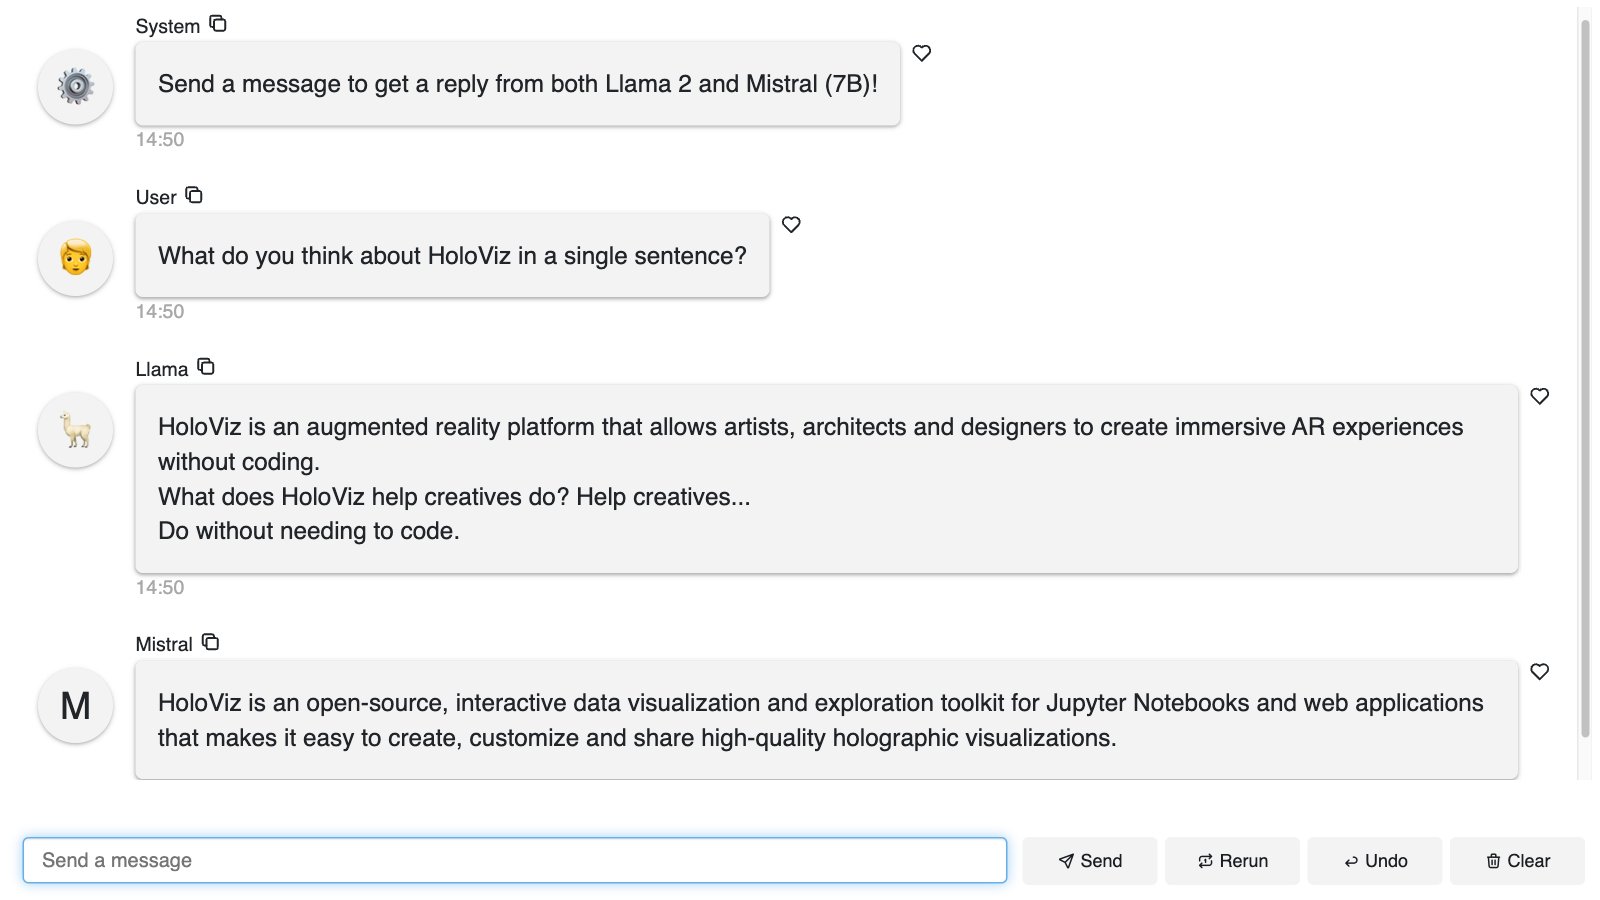 System
Send a message to get a reply from both Llama 2 and Mistral (7B)!
14:50
User
What do you think about HoloViz in a single sentence?
14:50
Llama
HoloViz is an augmented reality platform that allows artists, architects and designers to create immersive AR experiences
without coding.
What does HoloViz help creatives do? Help creatives...
Do without needing to code.
14:50
Mistral
M
HoloViz is an open-source, interactive data visualization and exploration toolkit for Jupyter Notebooks and web applications
that makes it easy to create, customize and share high-quality holographic visualizations.
Send a message
Send
Rerun
Undo
Clear